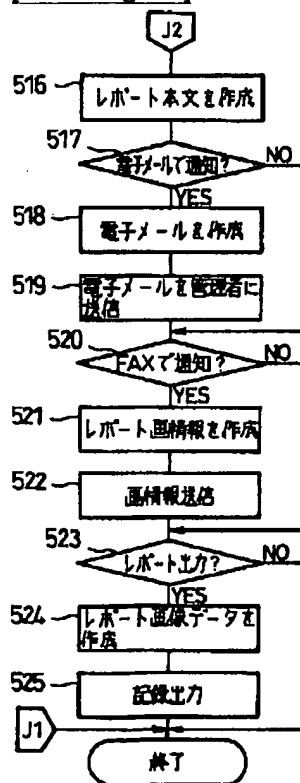 J2
516
レポート本文を作成
517
電子メールで通知?
NO
YES
518
電子メールを作成
519
電子メールを管理者に
送信
520
FAXで通知?
NO
YES
521
レポート画情報を作成
522
画情報送信
523
レポート出力?
NO
YES
524
レポート画像データを
作成
525
記録出力
J1
終了